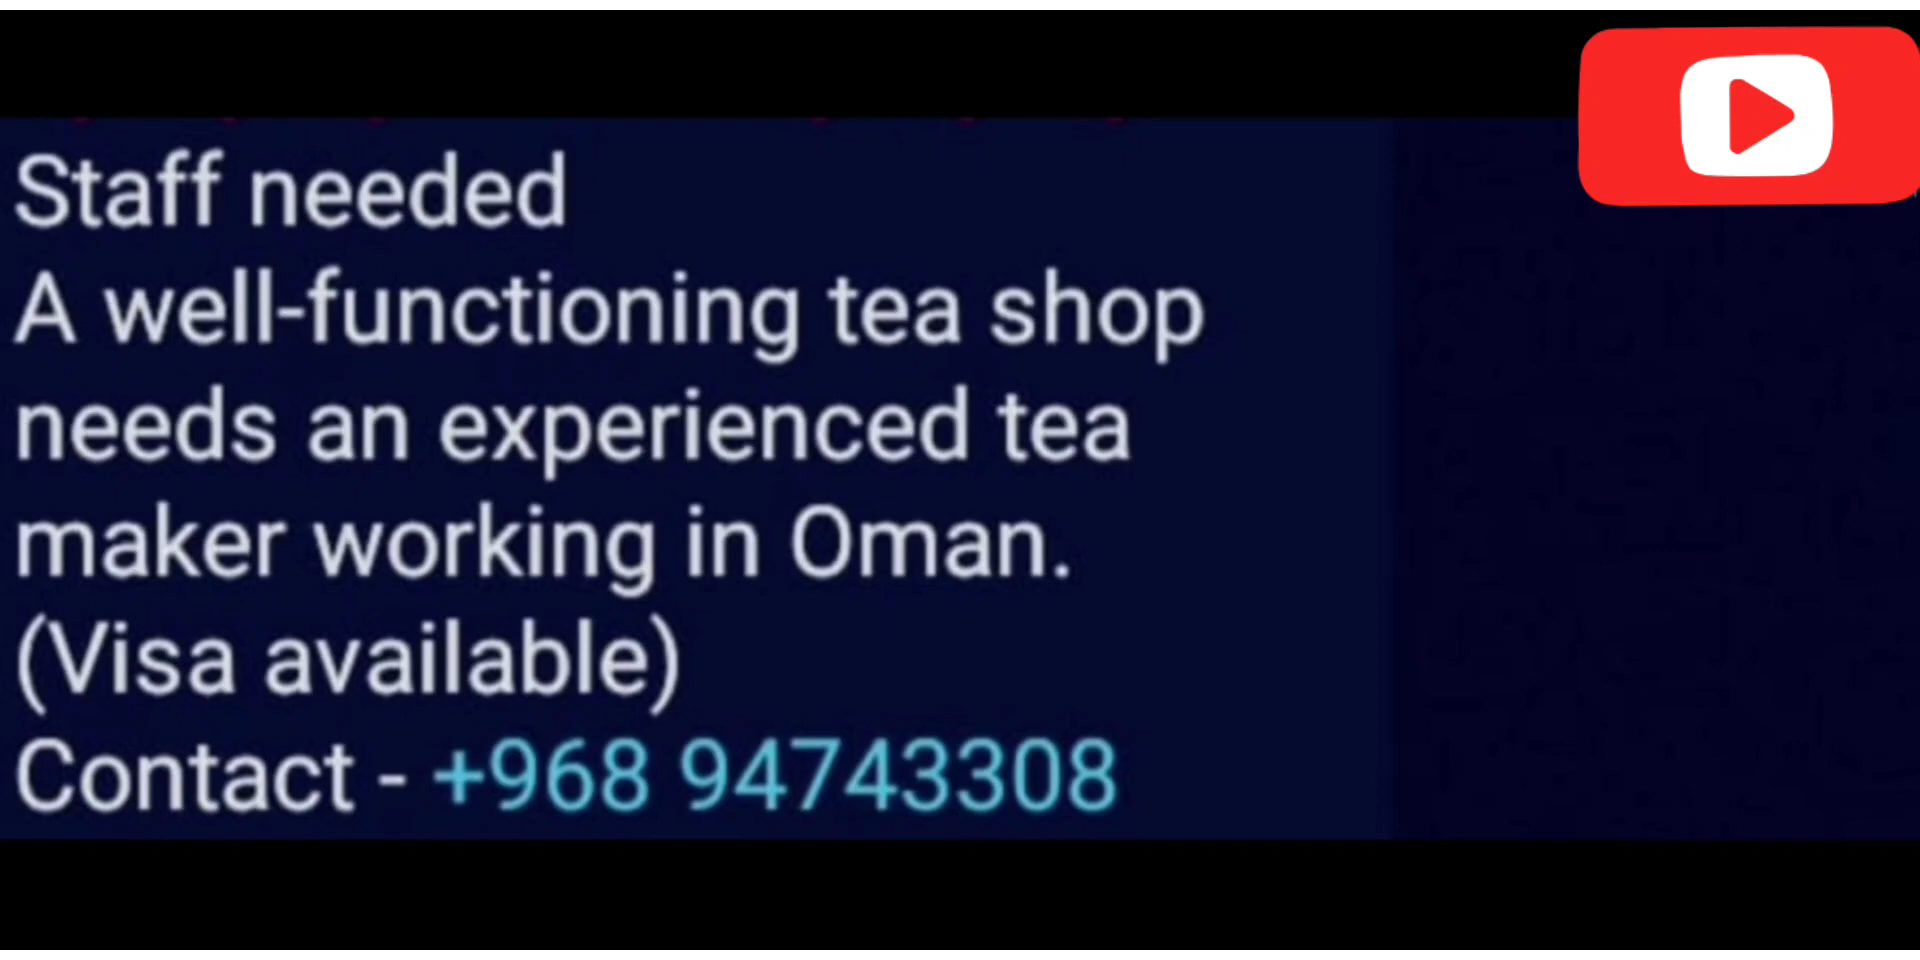 Staff needed
A well-functioning tea shop
needs an experienced tea
maker working in Oman.
(Visa available)
Contact - +968 94743308